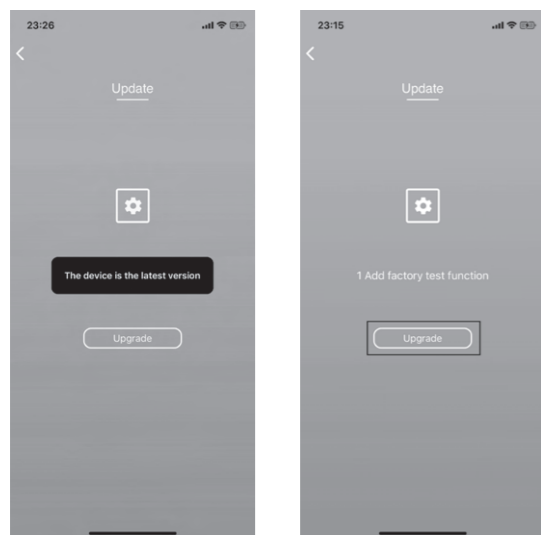 23:26
Update
The device is the latest version
Upgrade
23:15
Update
1 Add factory test function
Upgrade